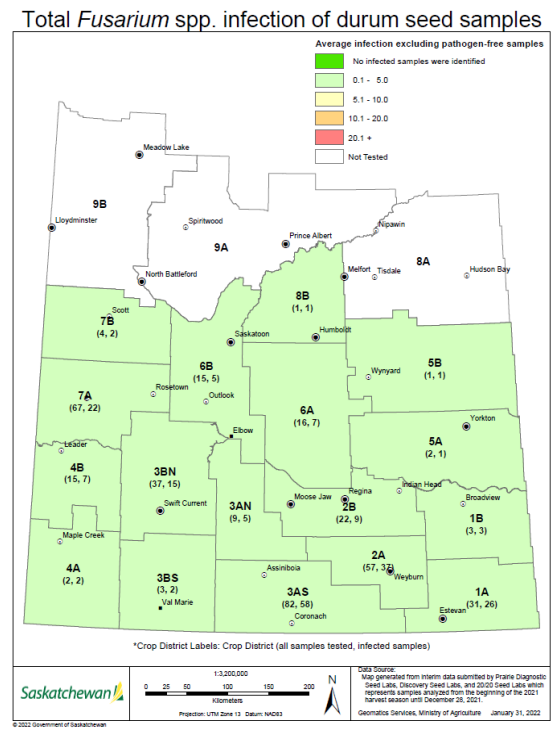 Total Fusarium spp. infection of durum seed samples
Average infection excluding pathogen-free samples
No infected samples were identified
0.1 - 5.0
5.1 - 10.0
10.1 - 20.0
20.1 +
Not Tested
Meadow Lake
9B
Lloydminster
Spiritwood
9A
Prince Albert
Nipawin
8A
Melfort
Tisdale
Hudson Bay
North Battleford
8B
(1, 1)
Scott
7B
(4, 2)
Saskatoon
Humboldt
6B
(15, 5)
5B
(1, 1)
Wynyard
7A
(67, 22)
Rosetown
Outlook
6A
(16, 7)
Yorkton
Elbow
5A
(2, 1)
Leader
4B
(15, 7)
3BN
(37, 15)
Swift Current
3AN
(9, 5)
Moose Jaw
Regina
2B
(22, 9)
Indian Head
Broadview
1B
(3, 3)
Maple Creek
4A
(2, 2)
3BS
(3, 2)
Val Marie
Assiniboia
3AS
(82, 58)
Coronach
2A
(57, 37)
Weyburn
1A
(31, 26)
Estevan
*Crop District Labels: Crop District (all samples tested, infected samples)
Saskatchewan
1:3,200,000
0 25 50 100 150 200
Kilometers
Projection: UTM Zone 13 Datum: NAD83
N
Data Source:
Map generated from interim data submitted by Prairie Diagnostic
Seed Labs, Discovery Seed Labs, and 20/20 Seed Labs which
represents samples analyzed from the beginning of the 2021
harvest season until December 28, 2021.
Geomatics Services, Ministry of Agriculture January 31, 2022
© 2022 Government of Saskatchewan